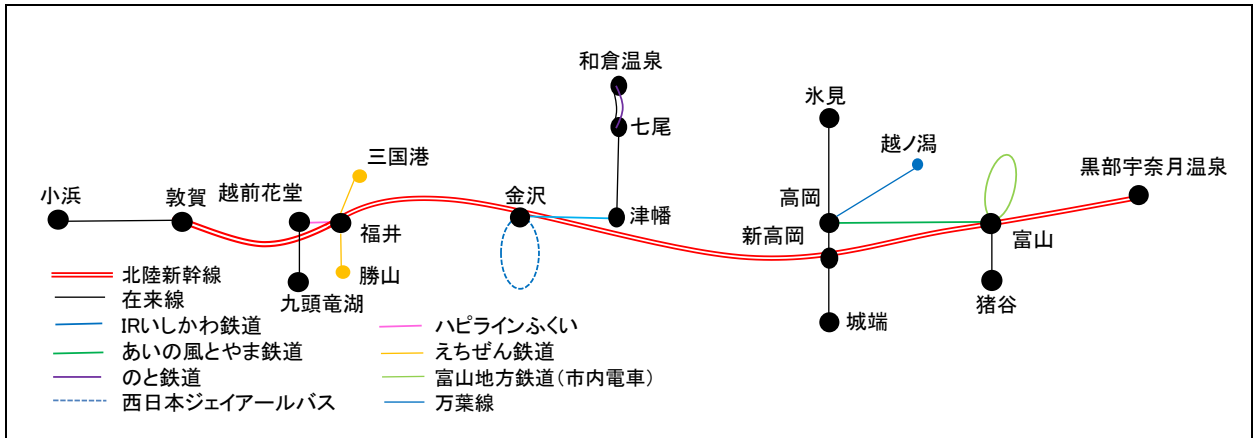 和倉温泉
氷見
七尾
越ノ潟
三国港
黒部宇奈月温泉
小浜
敦賀
越前花堂
金沢
高岡
津幡
福井
新高岡
富山
勝山
九頭竜湖
猪谷
城端
北陸新幹線
在来線
IRいしかわ鉄道
ハピラインふくい
あいの風とやま鉄道
えちぜん鉄道
のと鉄道
富山地方鉄道(市内電車)
西日本ジェイアールバス
万葉線